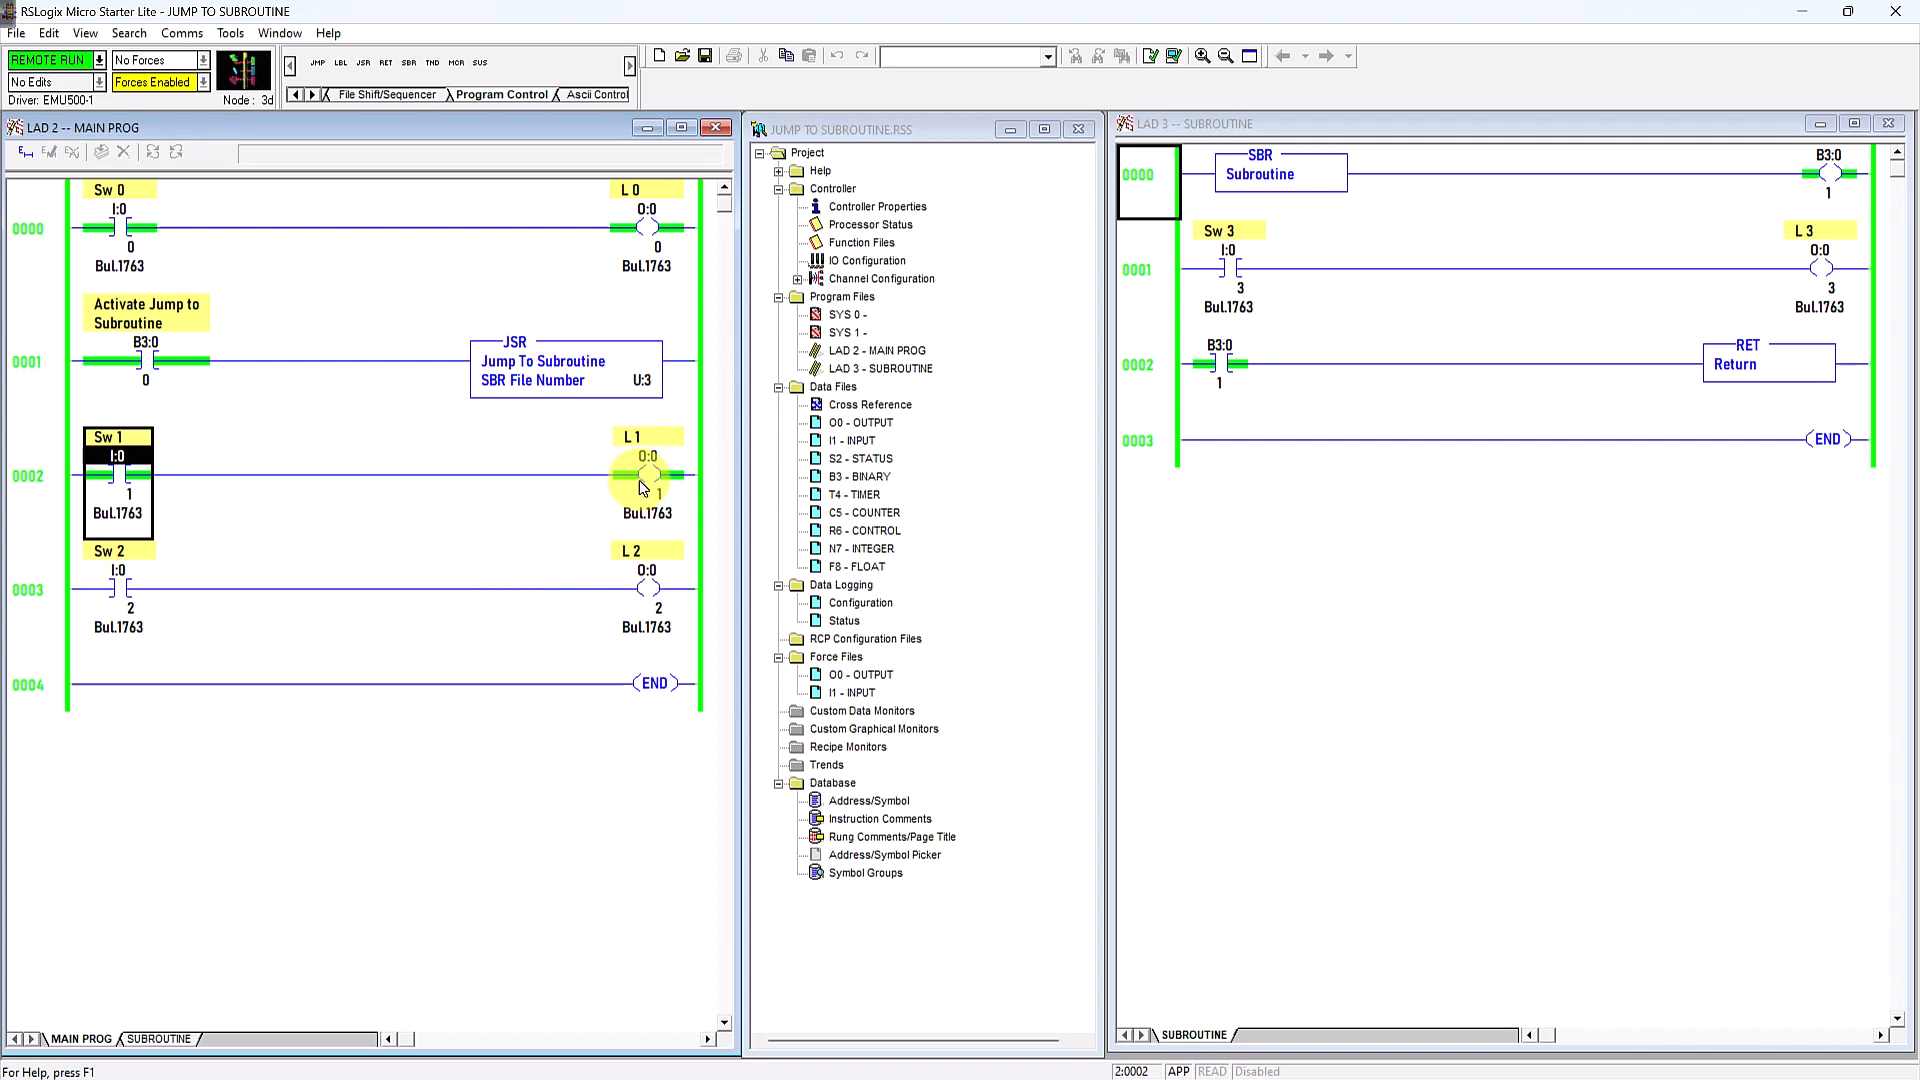 RSLogix Micro Starter Lite - JUMP TO SUBROUTINE
File Edit View Search Comms Tools Window Help
REMOTE RUN No Forces
No Edits Forces Enabled
Driver: EMU500-1 Node : 3d
JMP LBL JSR RET SBR TND MCR SUS
File Shift/Sequencer Program Control Ascii Control
LAD 2 -- MAIN PROG
Sw 0 L 0
I:0 O:0
0000
0 0
Bul.1763 Bul.1763
Activate Jump to
Subroutine
B3:0 JSR
0001 Jump To Subroutine
0 SBR File Number U:3
Sw 1 L 1
I:0 O:0
0002
1 1
Bul.1763 Bul.1763
Sw 2 L 2
I:0 O:0
0003
2 2
Bul.1763 Bul.1763
0004 END
MAIN PROG SUBROUTINE
JUMP TO SUBROUTINE.RSS
Project
Help
Controller
Controller Properties
Processor Status
Function Files
IO Configuration
Channel Configuration
Program Files
SYS 0 -
SYS 1 -
LAD 2 - MAIN PROG
LAD 3 - SUBROUTINE
Data Files
Cross Reference
O0 - OUTPUT
I1 - INPUT
S2 - STATUS
B3 - BINARY
T4 - TIMER
C5 - COUNTER
R6 - CONTROL
N7 - INTEGER
F8 - FLOAT
Data Logging
Configuration
Status
RCP Configuration Files
Force Files
O0 - OUTPUT
I1 - INPUT
Custom Data Monitors
Custom Graphical Monitors
Recipe Monitors
Trends
Database
Address/Symbol
Instruction Comments
Rung Comments/Page Title
Address/Symbol Picker
Symbol Groups
LAD 3 -- SUBROUTINE
SBR B3:0
0000 Subroutine
1
Sw 3 L 3
I:0 O:0
0001
3 3
Bul.1763 Bul.1763
B3:0 RET
0002 Return
1
0003 END
SUBROUTINE
For Help, press F1
2:0002 APP READ Disabled